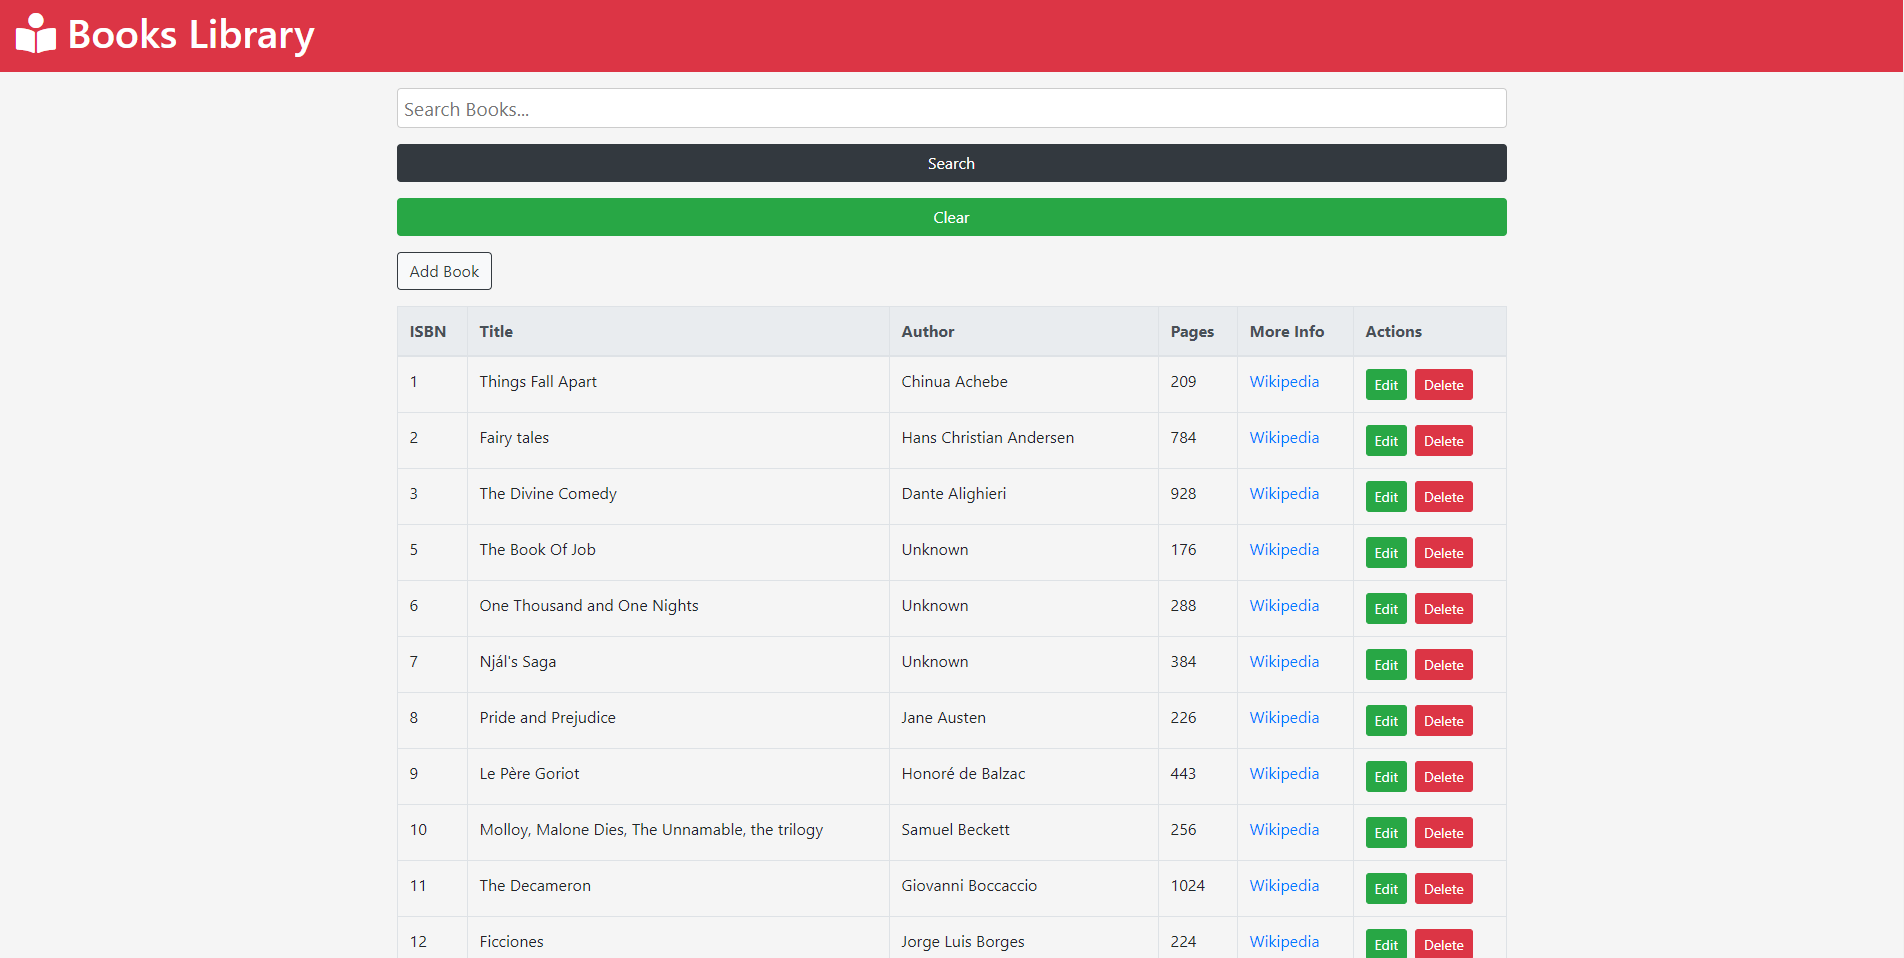 Books Library
Search Books...
Search
Clear
Add Book
ISBN Title Author Pages More Info Actions
1 Things Fall Apart Chinua Achebe 209 Wikipedia Edit Delete
2 Fairy tales Hans Christian Andersen 784 Wikipedia Edit Delete
3 The Divine Comedy Dante Alighieri 928 Wikipedia Edit Delete
5 The Book Of Job Unknown 176 Wikipedia Edit Delete
6 One Thousand and One Nights Unknown 288 Wikipedia Edit Delete
7 Njál's Saga Unknown 384 Wikipedia Edit Delete
8 Pride and Prejudice Jane Austen 226 Wikipedia Edit Delete
9 Le Père Goriot Honoré de Balzac 443 Wikipedia Edit Delete
10 Molloy, Malone Dies, The Unnamable, the trilogy Samuel Beckett 256 Wikipedia Edit Delete
11 The Decameron Giovanni Boccaccio 1024 Wikipedia Edit Delete
12 Ficciones Jorge Luis Borges 224 Wikipedia Edit Delete